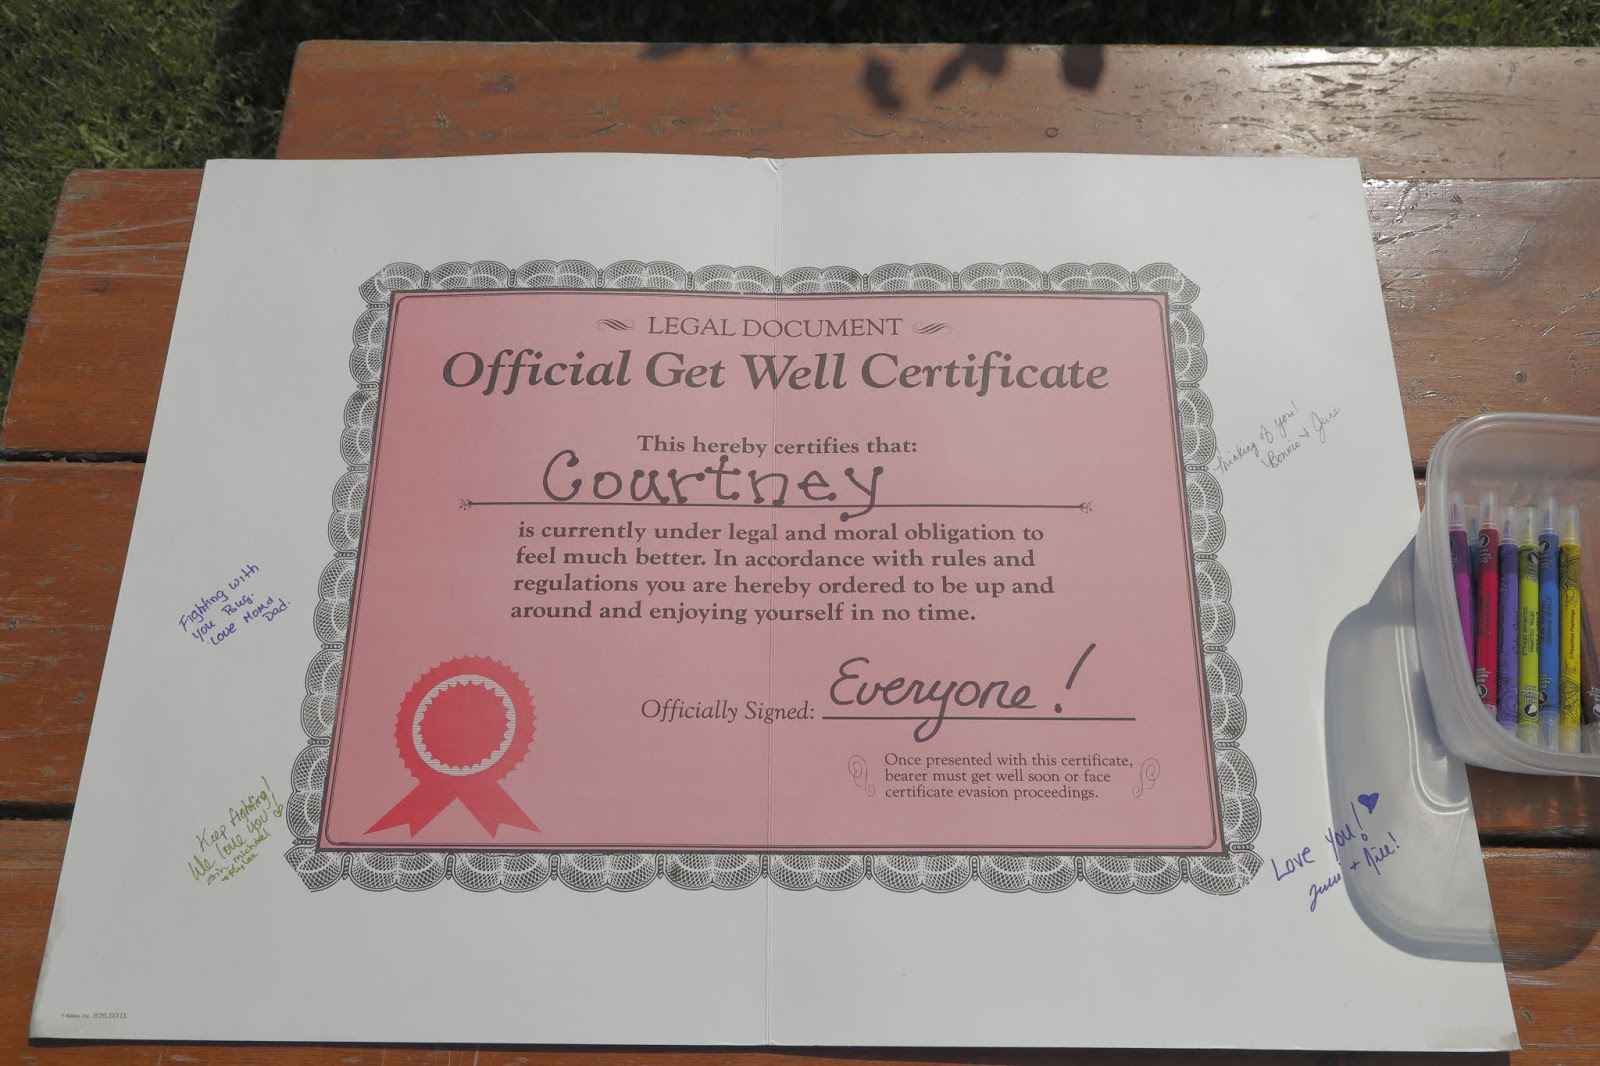 LEGAL DOCUMENT
Official Get Well Certificate
This hereby certifies that:
Courtney
is currently under legal and moral obligation to
feel much better. In accordance with rules and
regulations you are hereby ordered to be up and
around and enjoying yourself in no time.
Officially Signed: Everyone!
Once presented with this certificate,
bearer must get well soon or face
certificate evasion proceedings.
Thinking of you!
Bonnie + June
Fighting with
you Bug.
Love Mom &
Dad.
Keep fighting!
We Love You
Michael
Love You!
+ Jill!